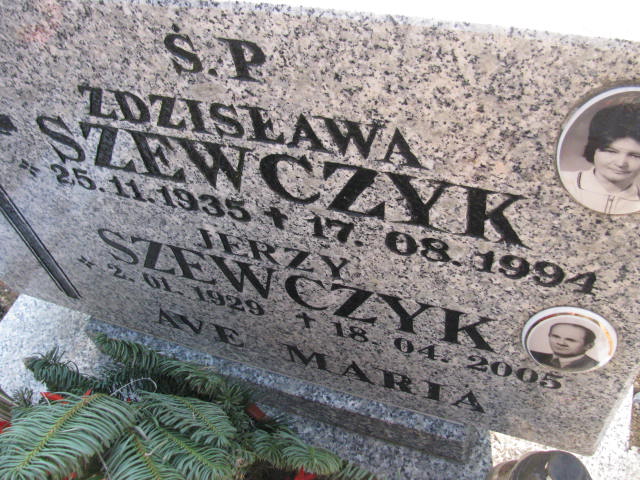 Ś.P
ZDZISŁAWA
SZEWCZYK
* 25.11.1935 ✝ 17.08.1994
JERZY
SZEWCZYK
* 2.01.1929 ✝ 18.04.2005
AVE MARIA